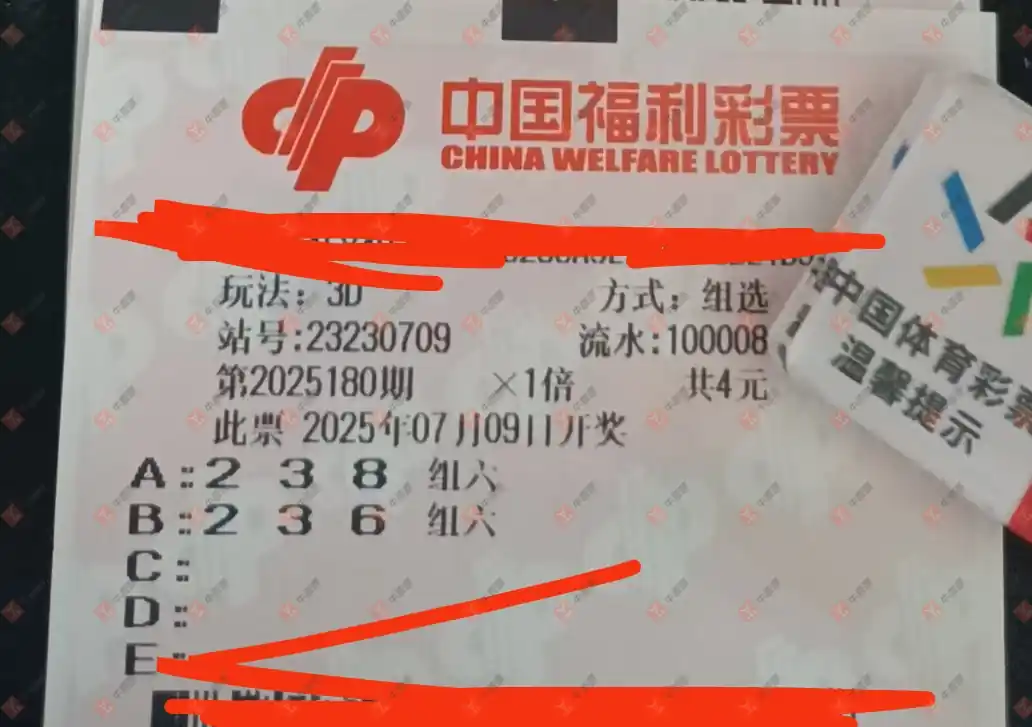 中国福利彩票
CHINA WELFARE LOTTERY
玩法：3D 方式：组选
站号:23230709 流水:100008
第2025180期 ×1倍 共4元
此票 2025年07月09日开奖
A:2 3 8 组六
B:2 3 6 组六
C:
D:
E:
中国体育彩票
温馨提示